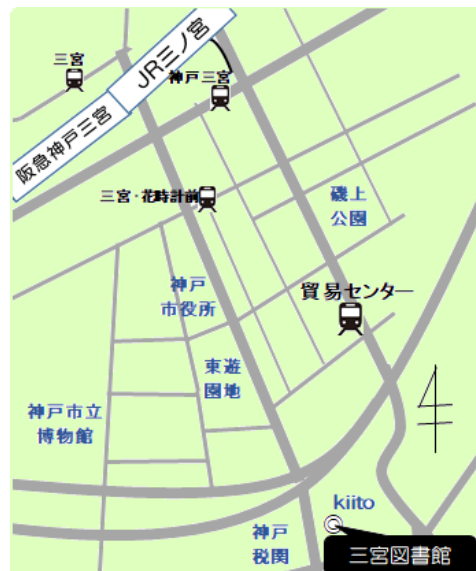 三宮
JR三ノ宮
神戸三宮
阪急神戸三宮
三宮・花時計前
磯上
公園
神戸
市役所
貿易センター
東遊
園地
神戸市立
博物館
kiito
神戸
税関
三宮図書館